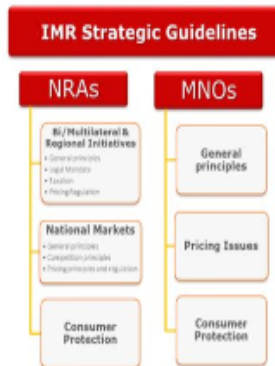 IMR Strategic Guidelines
NRAs
Bi/Multilateral &
Regional Initiatives
• General principles
• Legal Mandate
• Taxation
• Pricing Regulation
National Markets
• General principles
• Competition principles
• Pricing principles and regulation
Consumer
Protection
MNOs
General
principles
Pricing Issues
Consumer
Protection